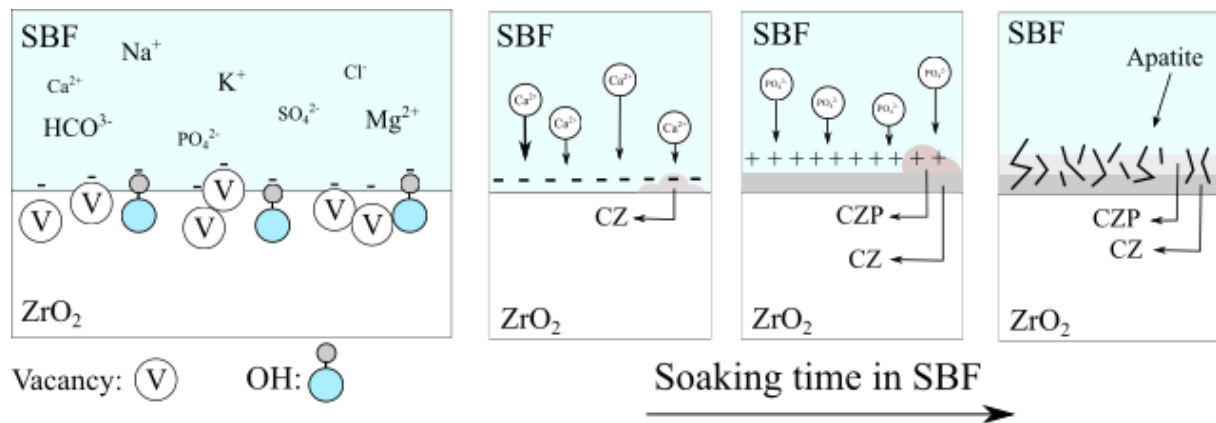 SBF
Na⁺
Ca²⁺
K⁺
Cl⁻
HCO³⁻
SO₄²⁻
Mg²⁺
PO₄²⁻
- - - - - - - - -
V V V V V V
ZrO₂
Vacancy: V
OH:
SBF
Ca²⁺ Ca²⁺ Ca²⁺ Ca²⁺
- - - - - - - - - -
CZ
ZrO₂
SBF
PO₄²⁻ PO₄²⁻ PO₄²⁻ PO₄²⁻
+ + + + + + + + + +
CZP
CZ
ZrO₂
SBF
Apatite
CZP
CZ
ZrO₂
Soaking time in SBF